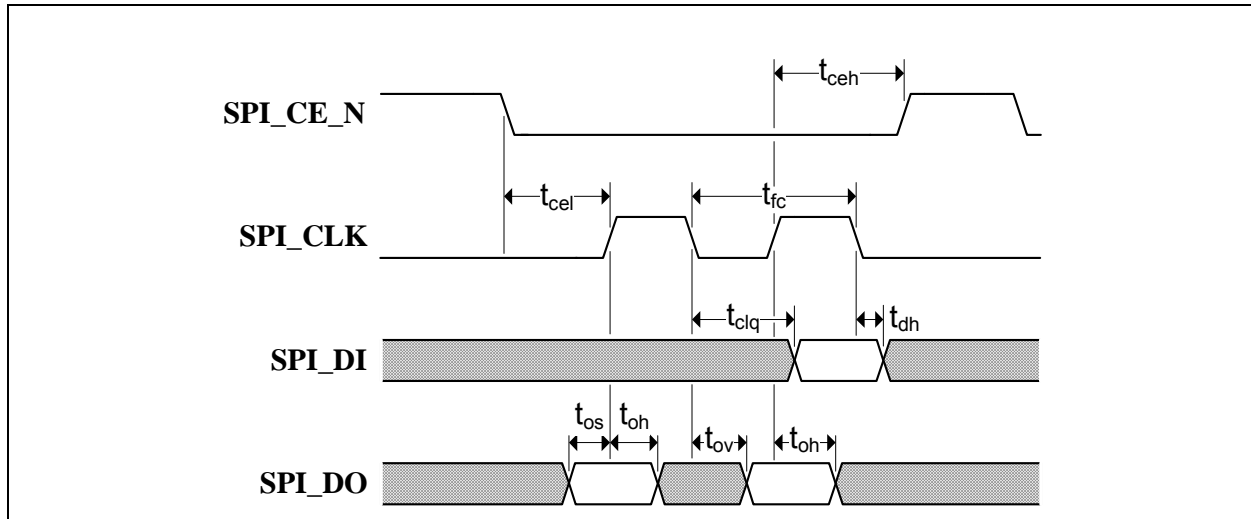 t_ceh
SPI_CE_N
t_cel
t_fc
SPI_CLK
t_clq
t_dh
SPI_DI
t_os t_oh t_ov t_oh
SPI_DO